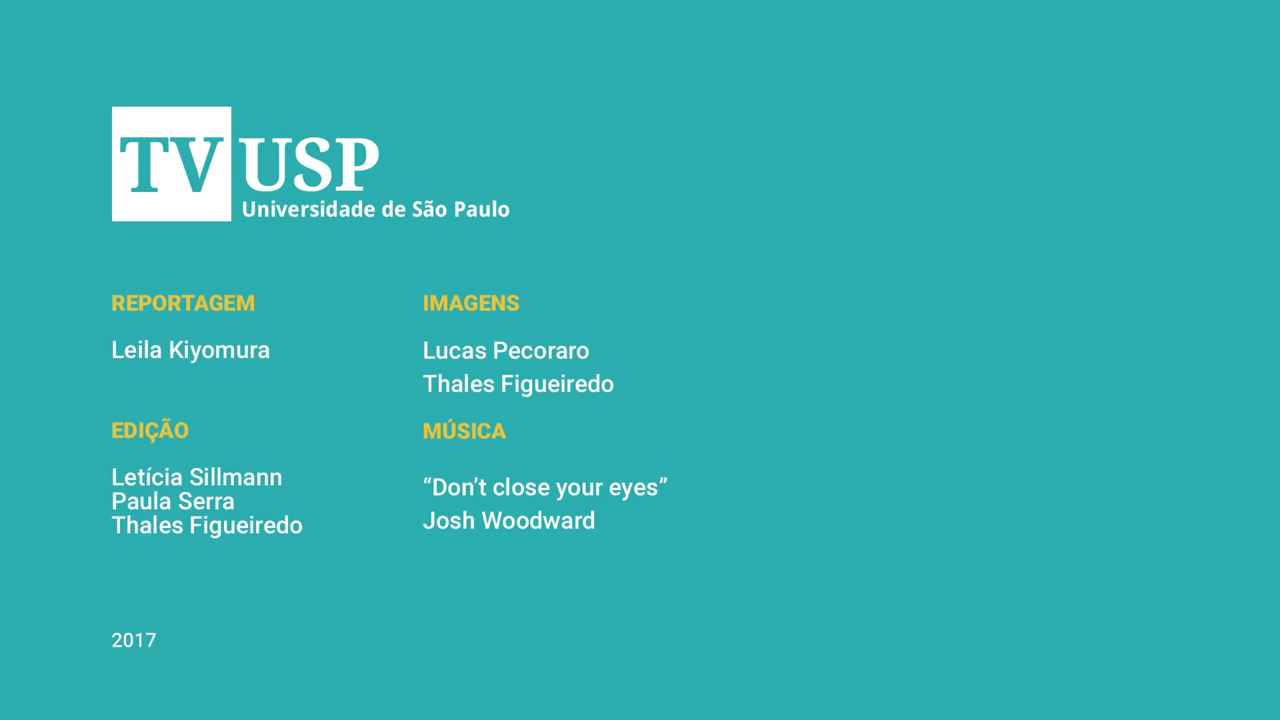 TV USP
Universidade de São Paulo
REPORTAGEM
Leila Kiyomura
IMAGENS
Lucas Pecoraro
Thales Figueiredo
EDIÇÃO
Letícia Sillmann
Paula Serra
Thales Figueiredo
MÚSICA
“Don’t close your eyes”
Josh Woodward
2017